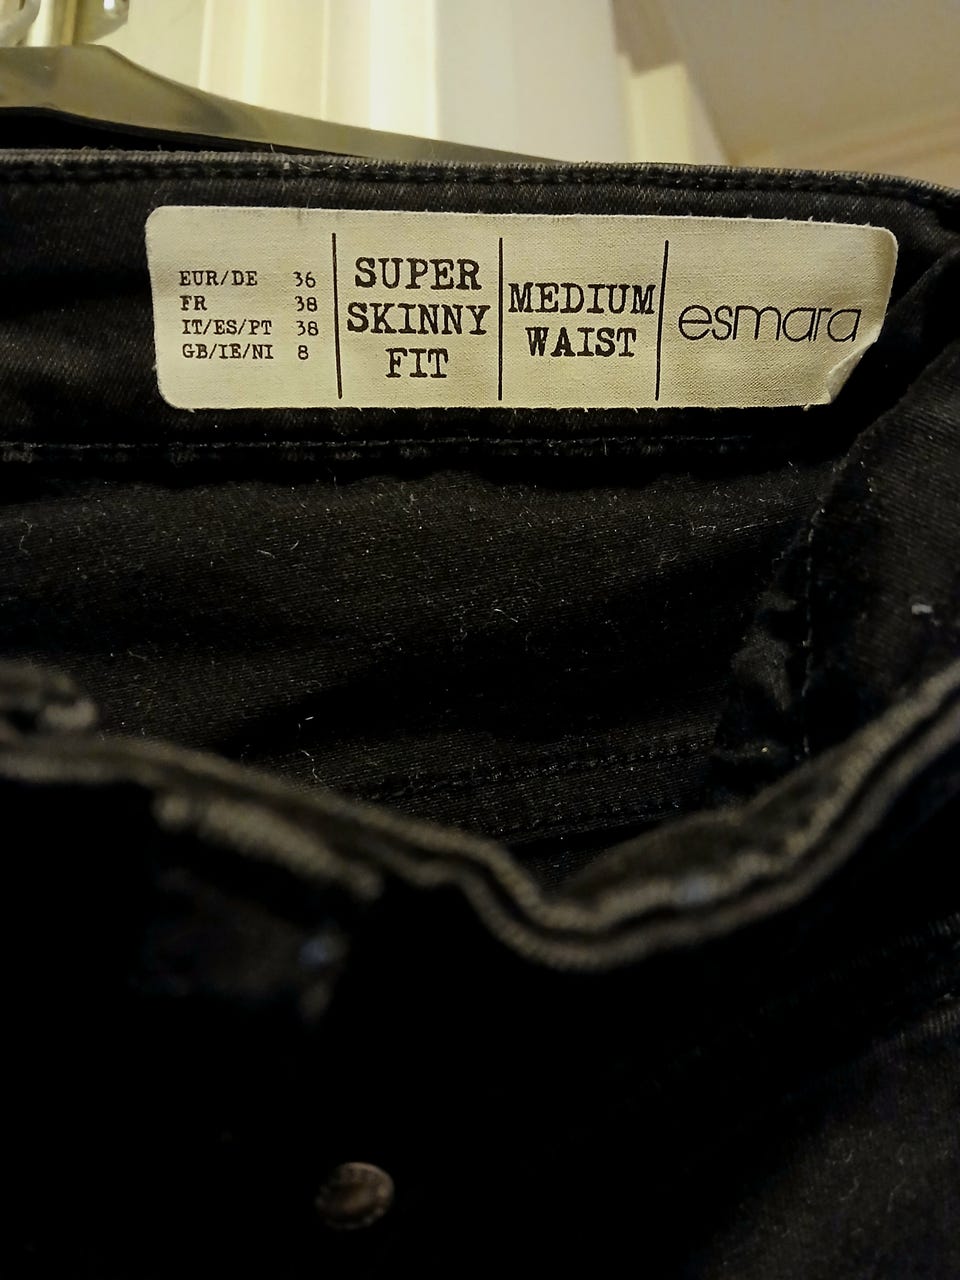 EUR/DE 36
FR 38
IT/ES/PT 38
GB/IE/NI 8
SUPER
SKINNY
FIT
MEDIUM
WAIST
esmara